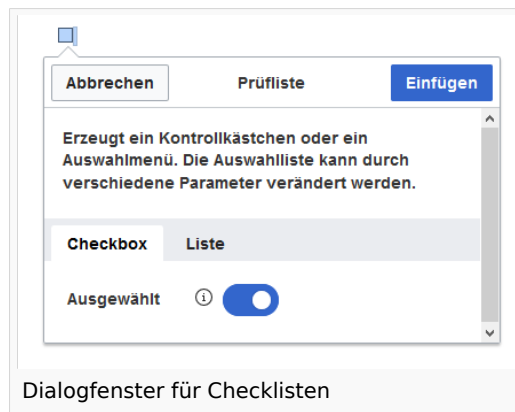 Abbrechen Prüfliste Einfügen
Erzeugt ein Kontrollkästchen oder ein
Auswahlmenü. Die Auswahlliste kann durch
verschiedene Parameter verändert werden.
Checkbox Liste
Ausgewählt
Dialogfenster für Checklisten